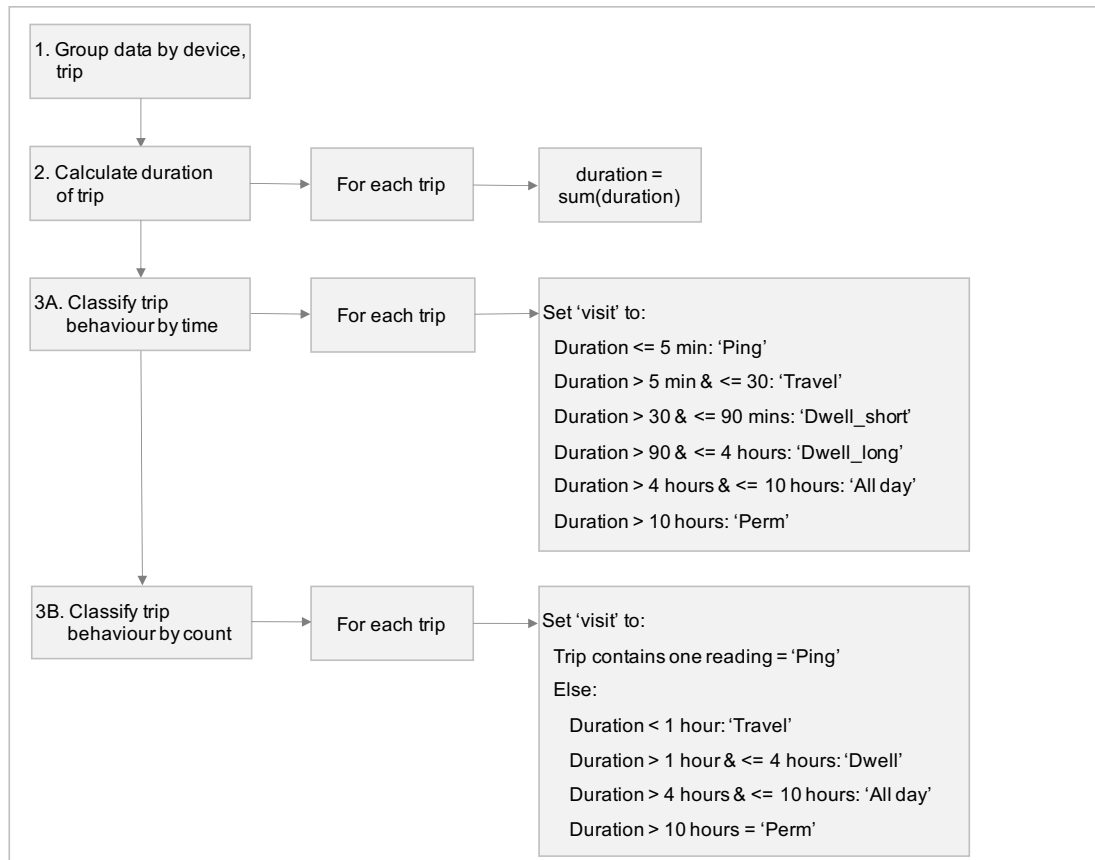 1. Group data by device,
trip
2. Calculate duration
of trip
For each trip
duration =
sum(duration)
3A. Classify trip
behaviour by time
For each trip
Set ‘visit’ to:
Duration <= 5 min: ‘Ping’
Duration > 5 min & <= 30: ‘Travel’
Duration > 30 & <= 90 mins: ‘Dwell_short’
Duration > 90 & <= 4 hours: ‘Dwell_long’
Duration > 4 hours & <= 10 hours: ‘All day’
Duration > 10 hours: ‘Perm’
3B. Classify trip
behaviour by count
For each trip
Set ‘visit’ to:
Trip contains one reading = ‘Ping’
Else:
Duration < 1 hour: ‘Travel’
Duration > 1 hour & <= 4 hours: ‘Dwell’
Duration > 4 hours & <= 10 hours: ‘All day’
Duration > 10 hours = ‘Perm’